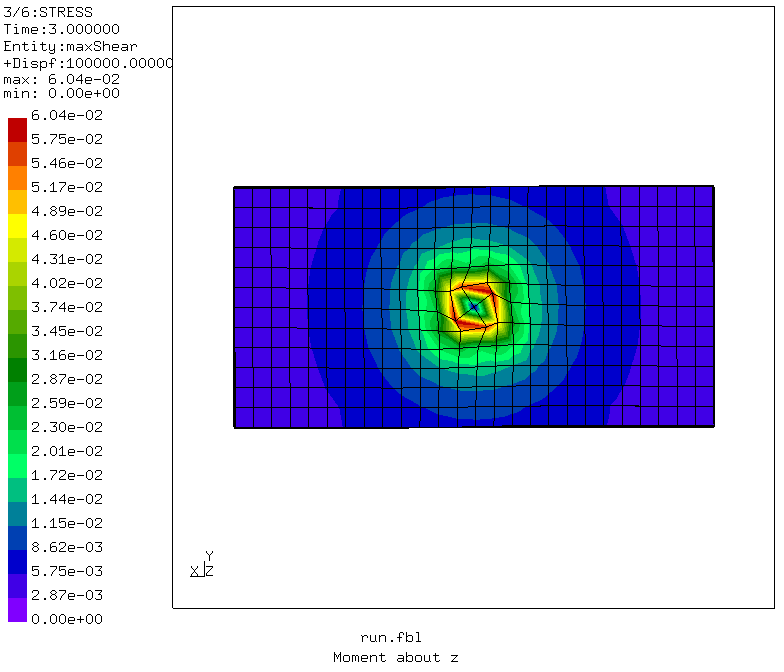 3/6:STRESS
Time:3.000000
Entity:maxShear
+Dispf:100000.00000
max: 6.04e-02
min: 0.00e+00
6.04e-02
5.75e-02
5.46e-02
5.17e-02
4.89e-02
4.60e-02
4.31e-02
4.02e-02
3.74e-02
3.45e-02
3.16e-02
2.87e-02
2.59e-02
2.30e-02
2.01e-02
1.72e-02
1.44e-02
1.15e-02
8.62e-03
5.75e-03
2.87e-03
0.00e+00
Y
X Z
run.fbl
Moment about z